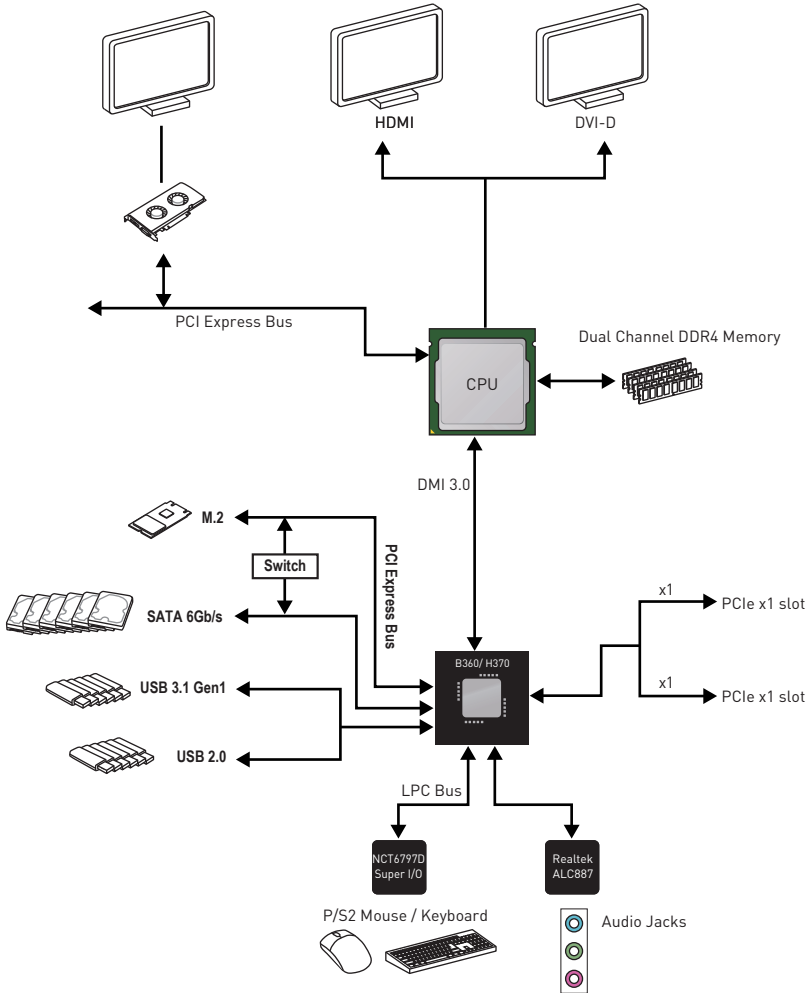 HDMI
DVI-D
PCI Express Bus
Dual Channel DDR4 Memory
CPU
DMI 3.0
M.2
Switch
PCI Express Bus
SATA 6Gb/s
x1
PCIe x1 slot
B360/ H370
USB 3.1 Gen1
x1
PCIe x1 slot
USB 2.0
LPC Bus
NCT6797D
Super I/O
Realtek
ALC887
P/S2 Mouse / Keyboard
Audio Jacks